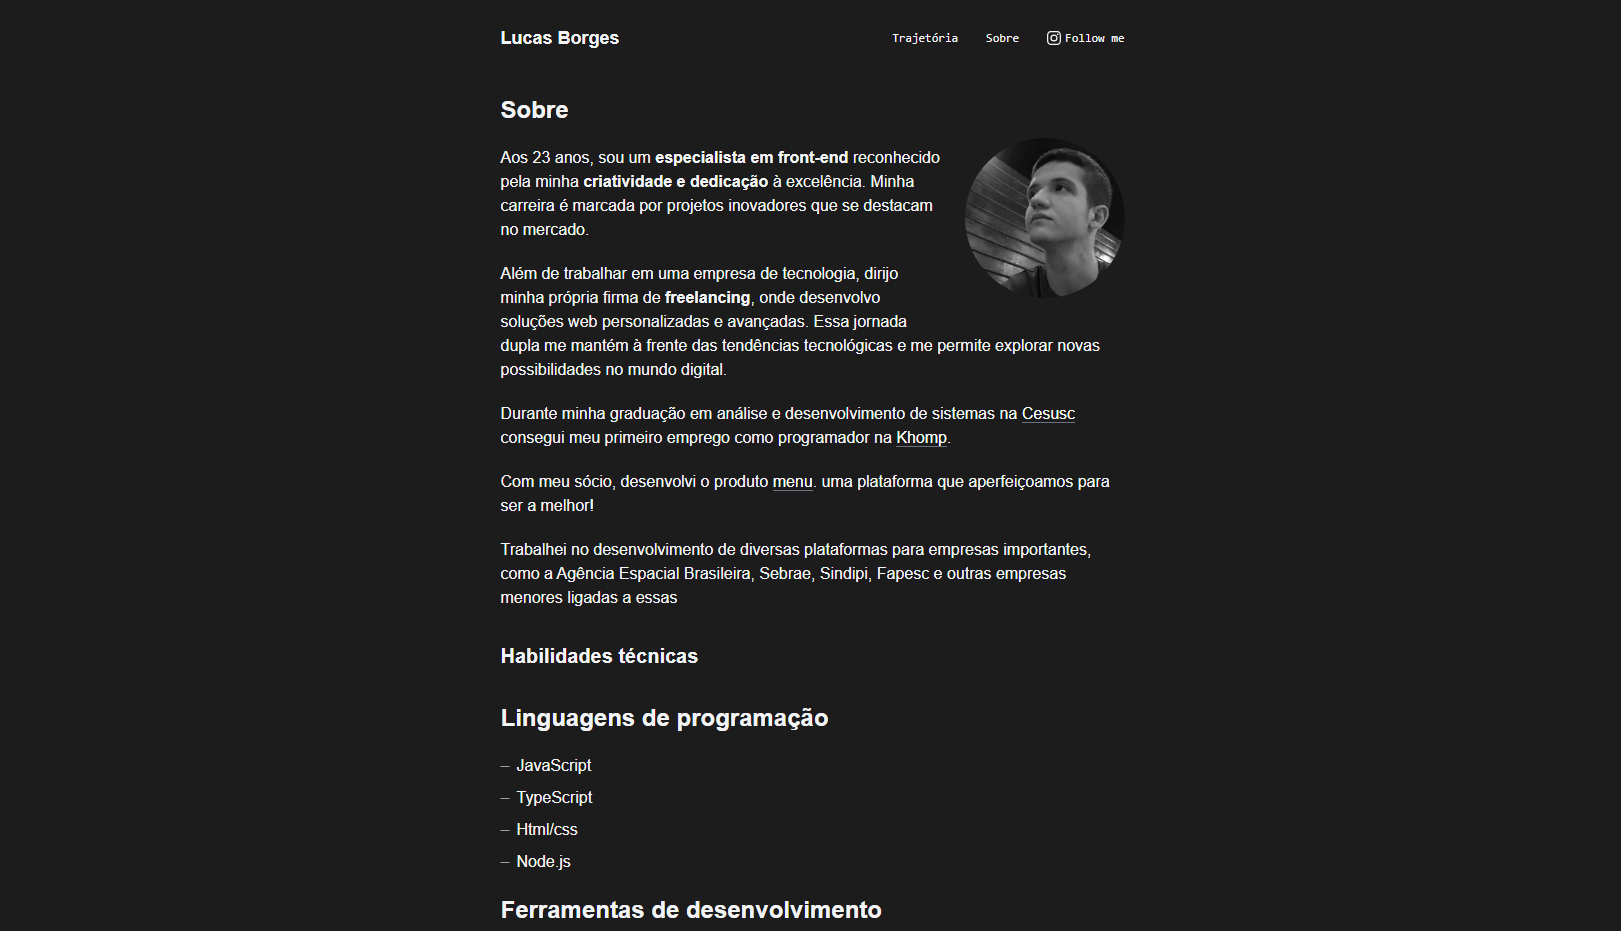 Lucas Borges
Trajetória
Sobre
Follow me
Sobre
Aos 23 anos, sou um especialista em front-end reconhecido
pela minha criatividade e dedicação à excelência. Minha
carreira é marcada por projetos inovadores que se destacam
no mercado.
Além de trabalhar em uma empresa de tecnologia, dirijo
minha própria firma de freelancing, onde desenvolvo
soluções web personalizadas e avançadas. Essa jornada
dupla me mantém à frente das tendências tecnológicas e me permite explorar novas
possibilidades no mundo digital.
Durante minha graduação em análise e desenvolvimento de sistemas na Cesusc
consegui meu primeiro emprego como programador na Khomp.
Com meu sócio, desenvolvi o produto menu. uma plataforma que aperfeiçoamos para
ser a melhor!
Trabalhei no desenvolvimento de diversas plataformas para empresas importantes,
como a Agência Espacial Brasileira, Sebrae, Sindipi, Fapesc e outras empresas
menores ligadas a essas
Habilidades técnicas
Linguagens de programação
– JavaScript
– TypeScript
– Html/css
– Node.js
Ferramentas de desenvolvimento